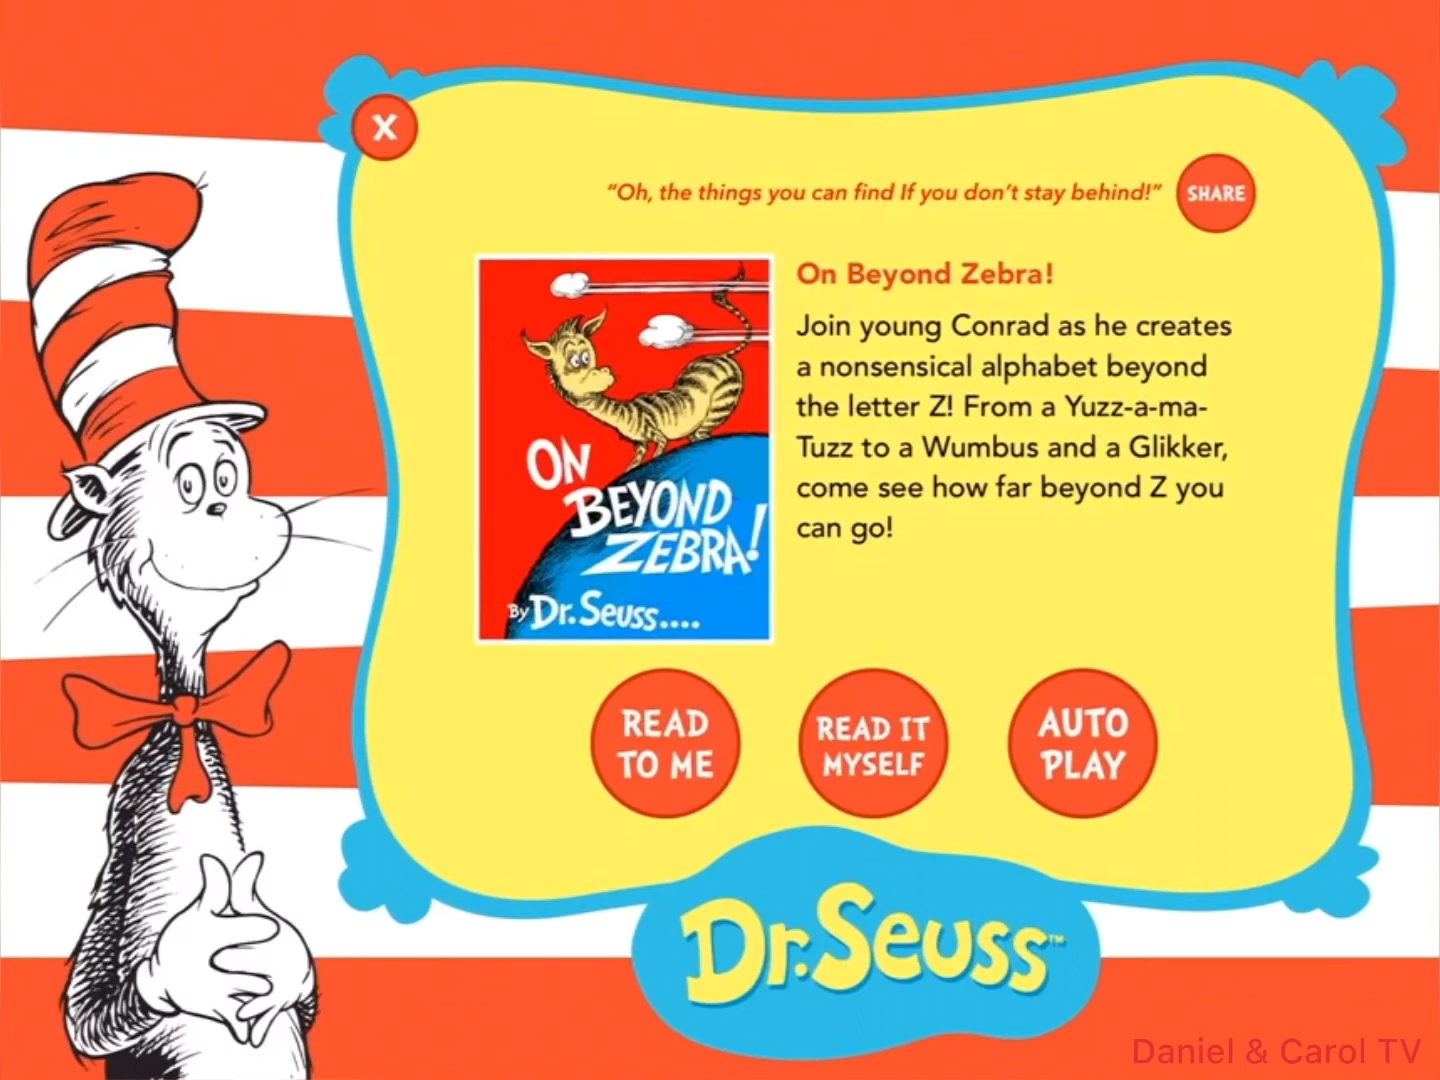 X
"Oh, the things you can find If you don't stay behind!"
SHARE
ON
BEYOND
ZEBRA!
By Dr. Seuss....
On Beyond Zebra!
Join young Conrad as he creates
a nonsensical alphabet beyond
the letter Z! From a Yuzz-a-ma-
Tuzz to a Wumbus and a Glikker,
come see how far beyond Z you
can go!
READ
TO ME
READ IT
MYSELF
AUTO
PLAY
Dr. Seuss™
Daniel & Carol TV